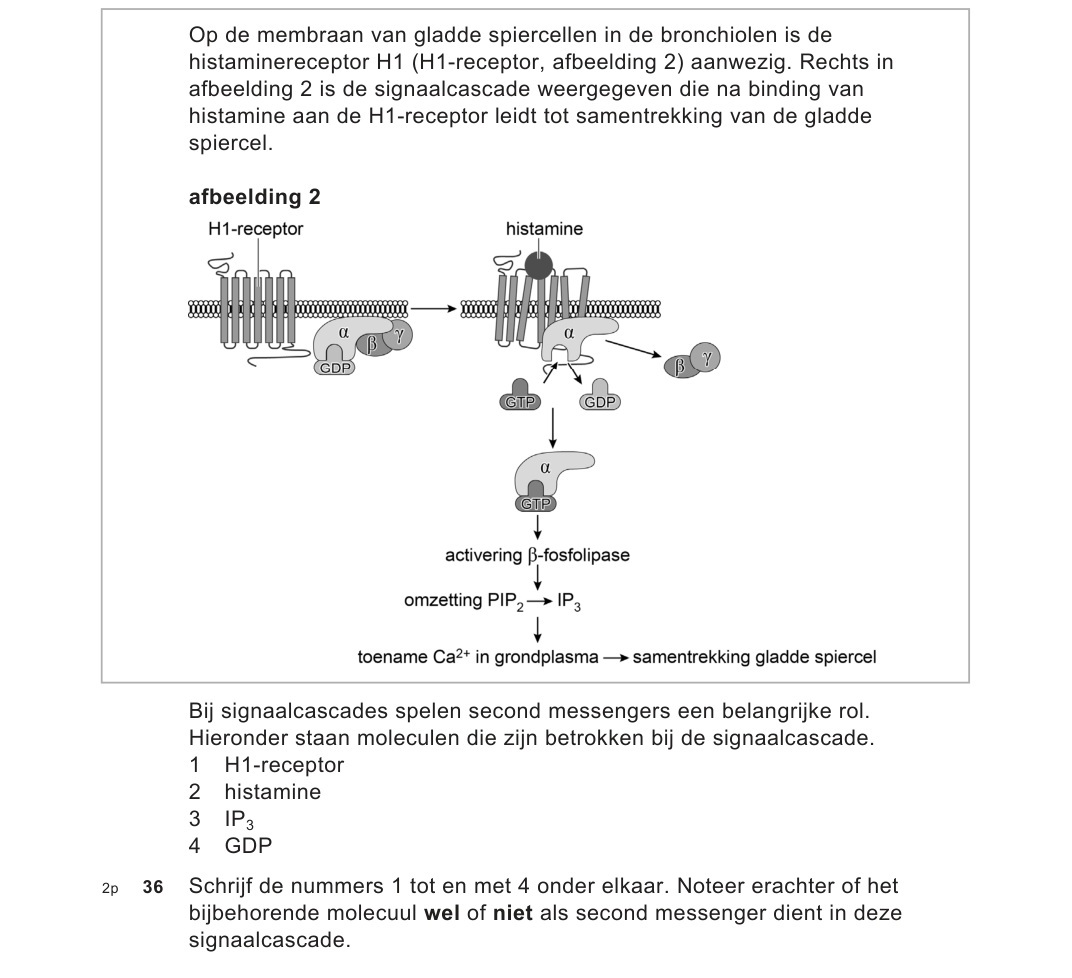 Op de membraan van gladde spiercellen in de bronchiolen is de
histaminereceptor H1 (H1-receptor, afbeelding 2) aanwezig. Rechts in
afbeelding 2 is de signaalcascade weergegeven die na binding van
histamine aan de H1-receptor leidt tot samentrekking van de gladde
spiercel.
afbeelding 2
H1-receptor
histamine
α
β
γ
GDP
α
β
γ
GTP
GDP
α
GTP
activering β-fosfolipase
omzetting PIP₂ → IP₃
toename Ca²⁺ in grondplasma → samentrekking gladde spiercel
Bij signaalcascades spelen second messengers een belangrijke rol.
Hieronder staan moleculen die zijn betrokken bij de signaalcascade.
1 H1-receptor
2 histamine
3 IP₃
4 GDP
2p 36 Schrijf de nummers 1 tot en met 4 onder elkaar. Noteer erachter of het
bijbehorende molecuul wel of niet als second messenger dient in deze
signaalcascade.